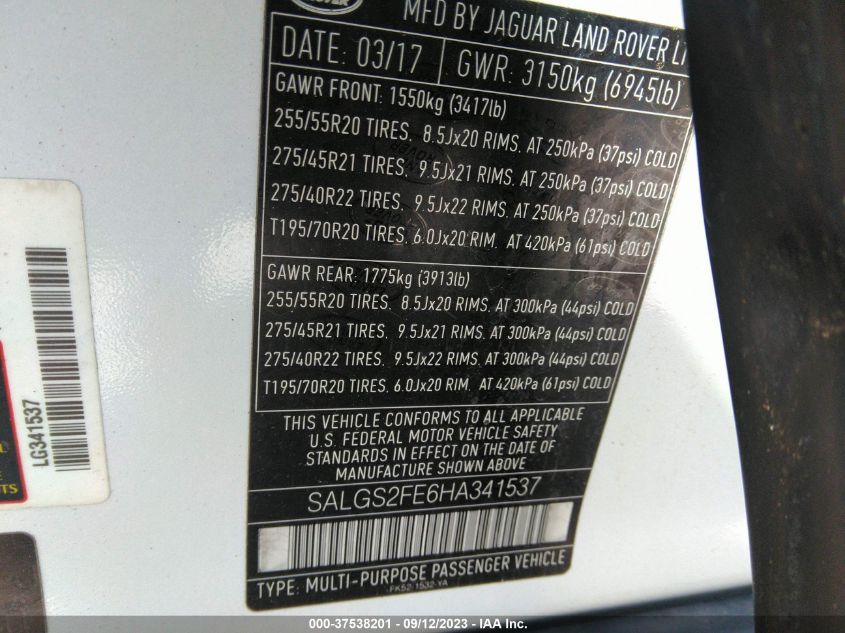 ROVER
MFD BY JAGUAR LAND ROVER
DATE: 03/17
GWR: 3150kg (6945lb)
GAWR FRONT: 1550kg (3417lb)
255/55R20 TIRES, 8.5Jx20 RIMS, AT 250kPa (37psi) COLD
275/45R21 TIRES, 9.5Jx21 RIMS, AT 250kPa (37psi) COLD
275/40R22 TIRES, 9.5Jx22 RIMS, AT 250kPa (37psi) COLD
T195/70R20 TIRES, 6.0Jx20 RIM, AT 420kPa (61psi) COLD
GAWR REAR: 1775kg (3913lb)
255/55R20 TIRES, 8.5Jx20 RIMS, AT 300kPa (44psi) COLD
275/45R21 TIRES, 9.5Jx21 RIMS, AT 300kPa (44psi) COLD
275/40R22 TIRES, 9.5Jx22 RIMS, AT 300kPa (44psi) COLD
T195/70R20 TIRES, 6.0Jx20 RIM, AT 420kPa (61psi) COLD
THIS VEHICLE CONFORMS TO ALL APPLICABLE
U.S. FEDERAL MOTOR VEHICLE SAFETY
STANDARDS IN EFFECT ON THE DATE OF
MANUFACTURE SHOWN ABOVE
SALGS2FE6HA341537
TYPE: MULTI-PURPOSE PASSENGER VEHICLE
FK52-1532-YA
LG341537
000-37538201 - 09/12/2023 - IAA Inc.